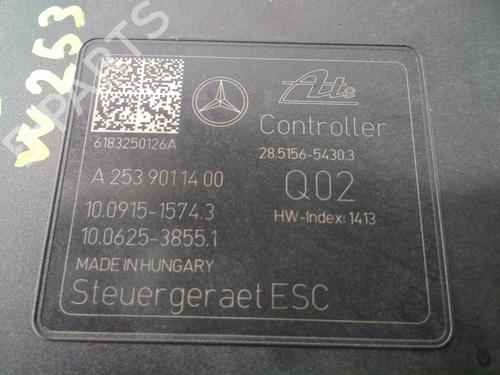 W253
Ate
Controller
6183250126A
28.5156-5430.3
A 253 901 14 00
Q02
10.0915-1574.3
HW-Index: 1413
10.0625-3855.1
MADE IN HUNGARY
Steuergeraet ESC